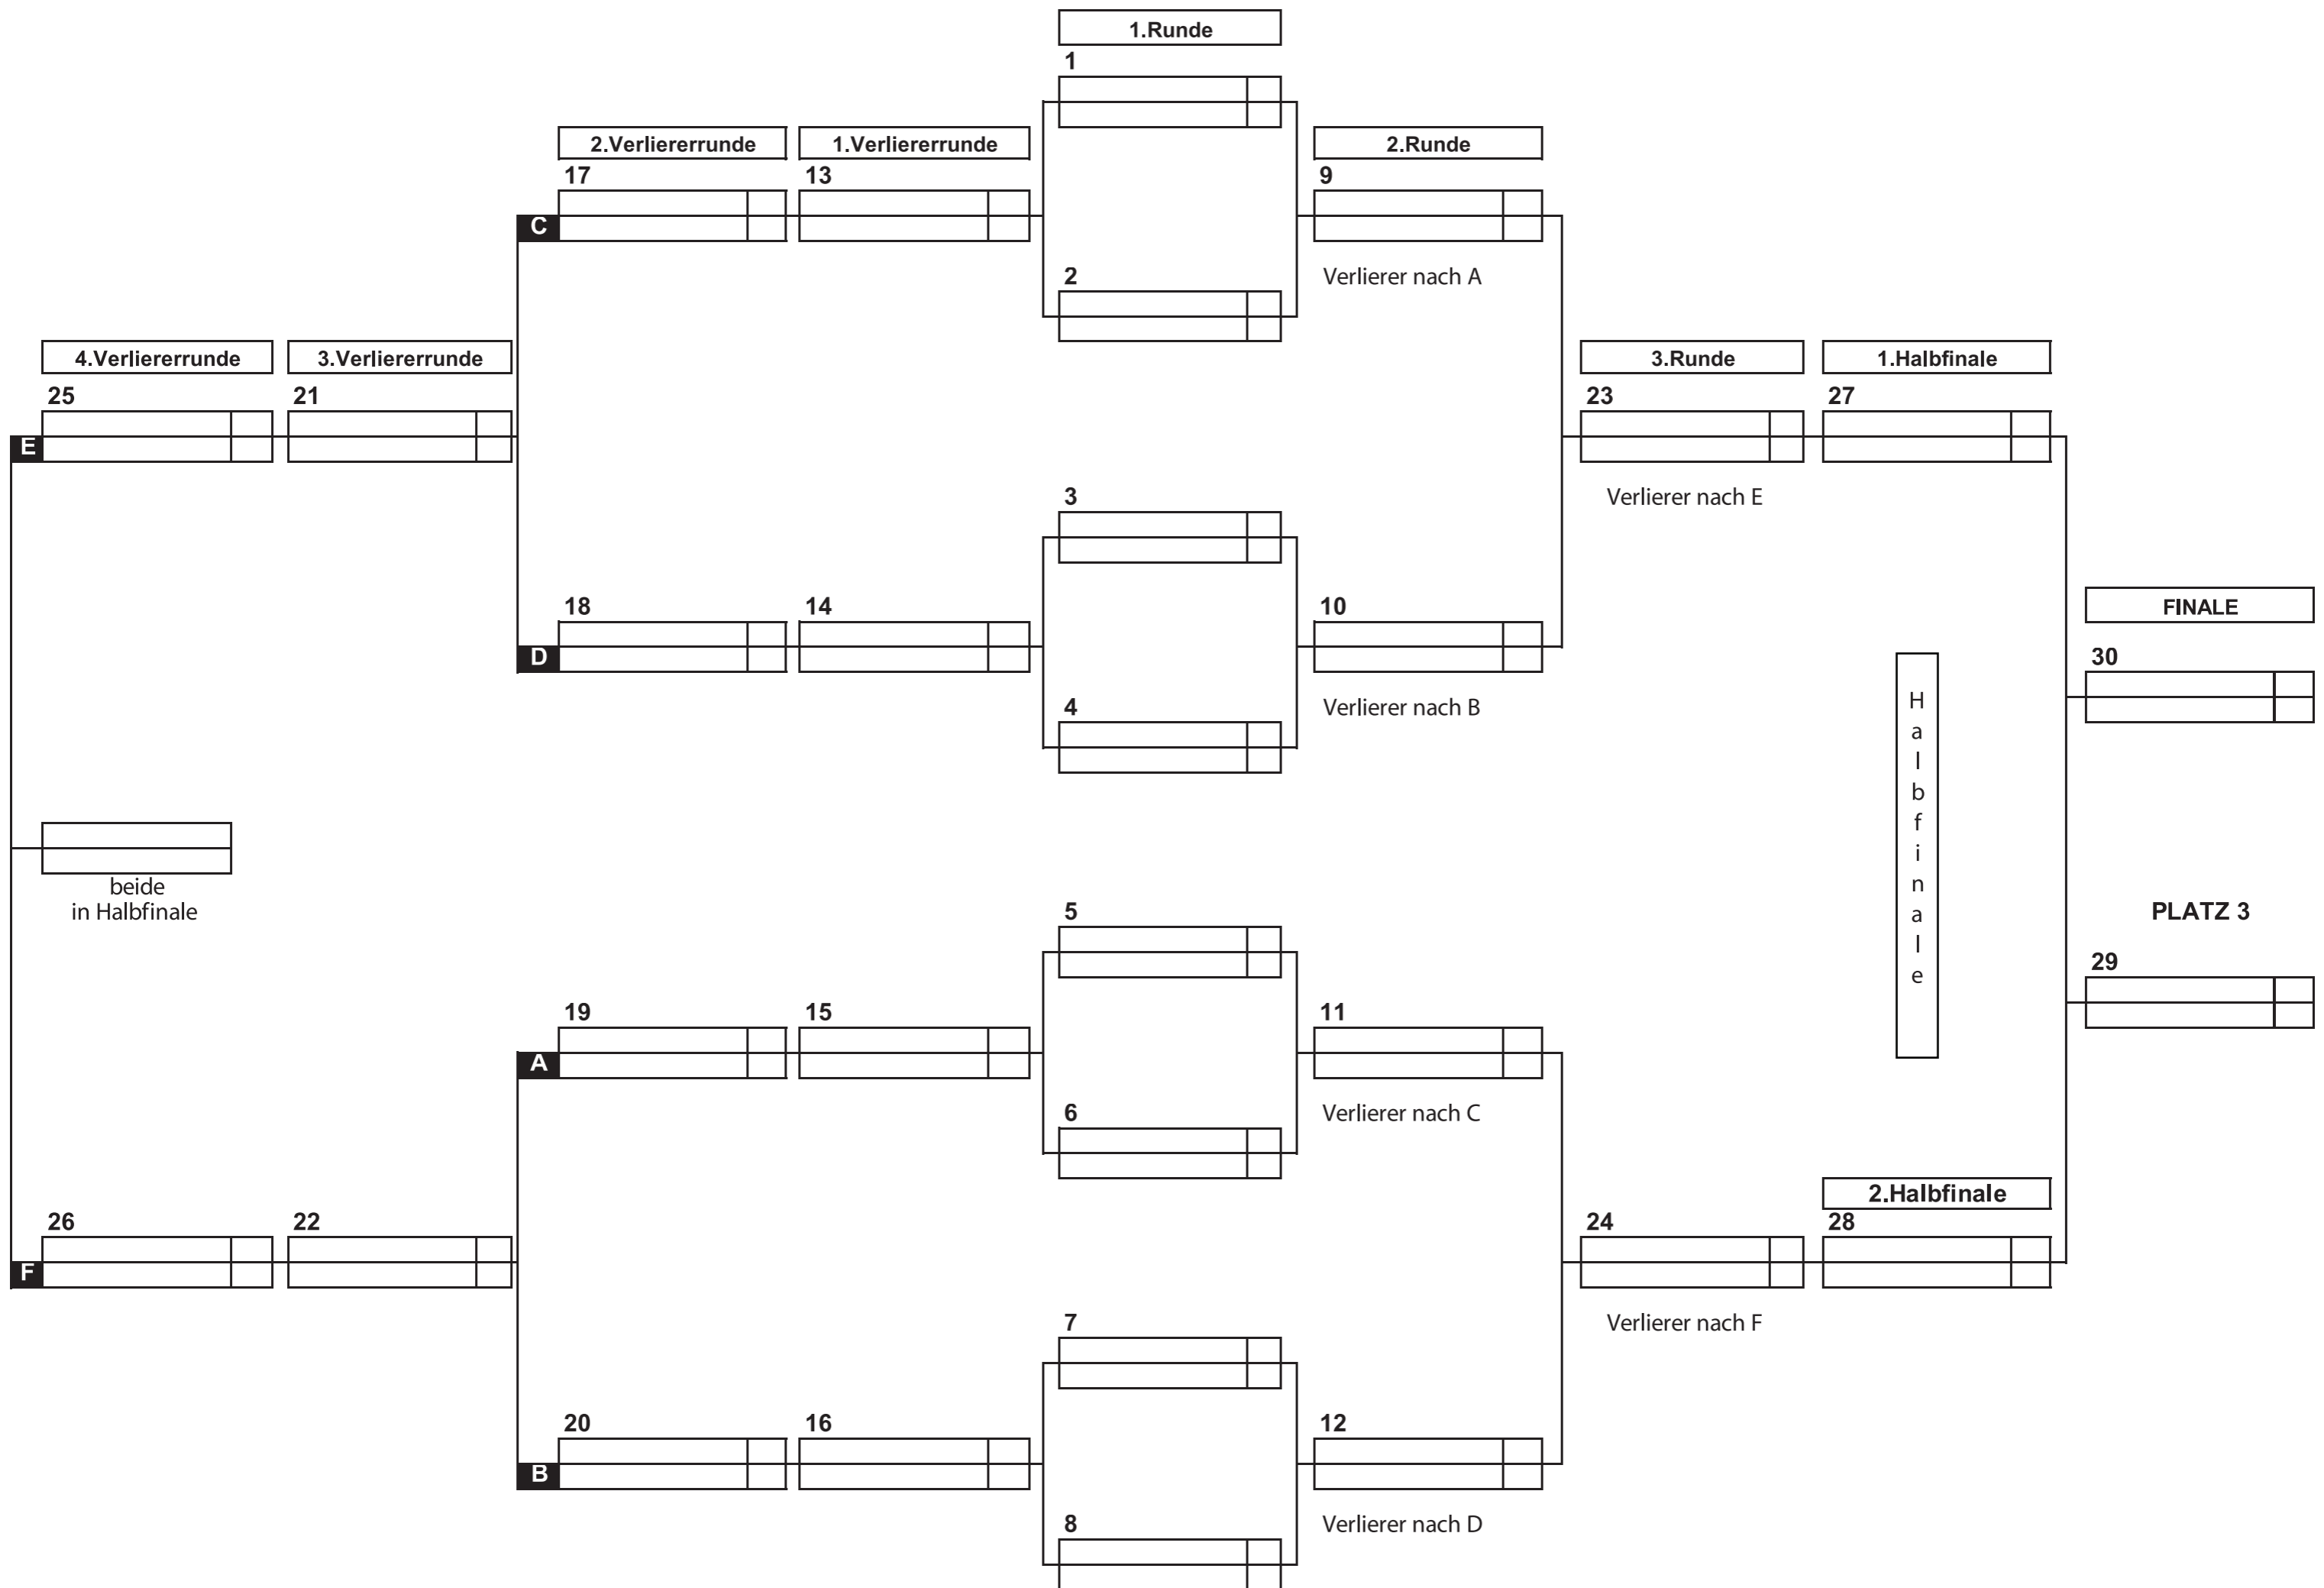 1.Runde
1
2.Verliererrunde
1.Verliererrunde
2.Runde
17
13
9
C
2
Verlierer nach A
4.Verliererrunde
3.Verliererrunde
3.Runde
1.Halbfinale
25
21
23
27
E
3
Verlierer nach E
18
14
10
FINALE
D
30
4
Verlierer nach B
H
a
l
b
f
i
n
a
l
e
beide
in Halbfinale
5
PLATZ 3
29
19
15
11
A
6
Verlierer nach C
2.Halbfinale
26
22
24
28
F
7
Verlierer nach F
20
16
12
B
8
Verlierer nach D